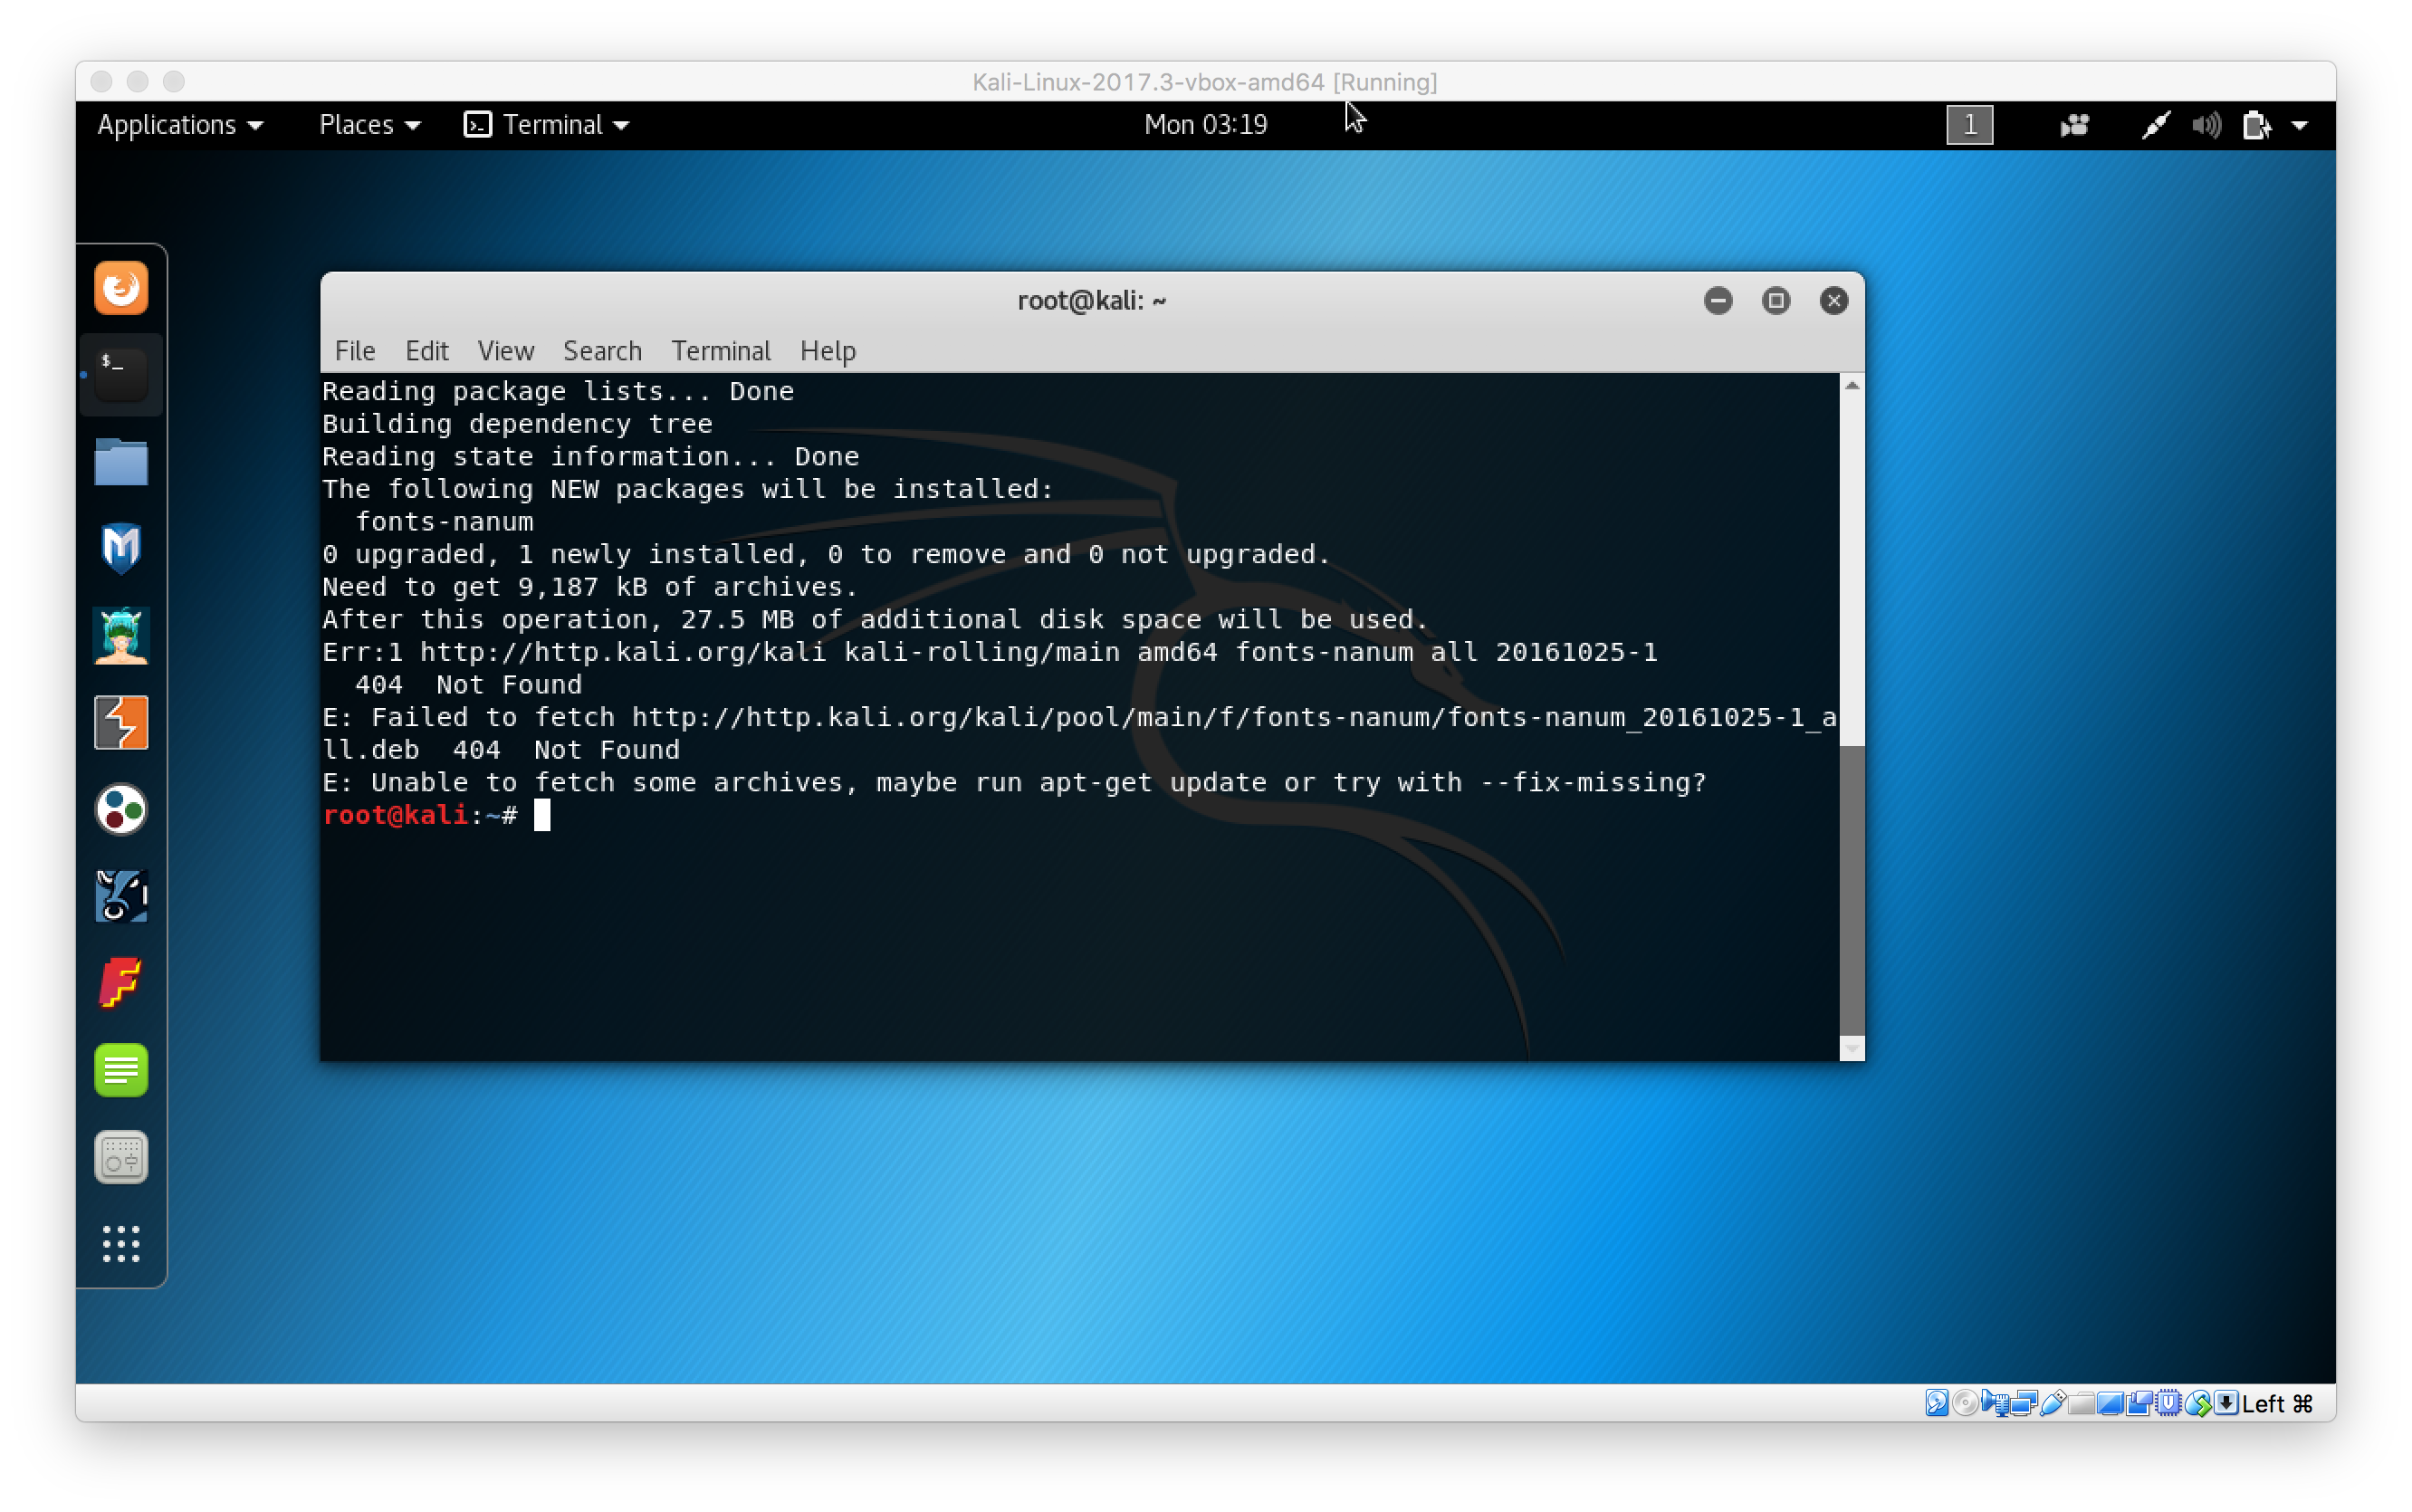 Kali-Linux-2017.3-vbox-amd64 [Running]
Applications Places Terminal Mon 03:19 1
root@kali: ~
File Edit View Search Terminal Help
$_
Reading package lists... Done
Building dependency tree
Reading state information... Done
The following NEW packages will be installed:
  fonts-nanum
0 upgraded, 1 newly installed, 0 to remove and 0 not upgraded.
Need to get 9,187 kB of archives.
After this operation, 27.5 MB of additional disk space will be used.
Err:1 http://http.kali.org/kali kali-rolling/main amd64 fonts-nanum all 20161025-1
  404  Not Found
E: Failed to fetch http://http.kali.org/kali/pool/main/f/fonts-nanum/fonts-nanum_20161025-1_a
ll.deb  404  Not Found
E: Unable to fetch some archives, maybe run apt-get update or try with --fix-missing?
root@kali:~#
Left ⌘